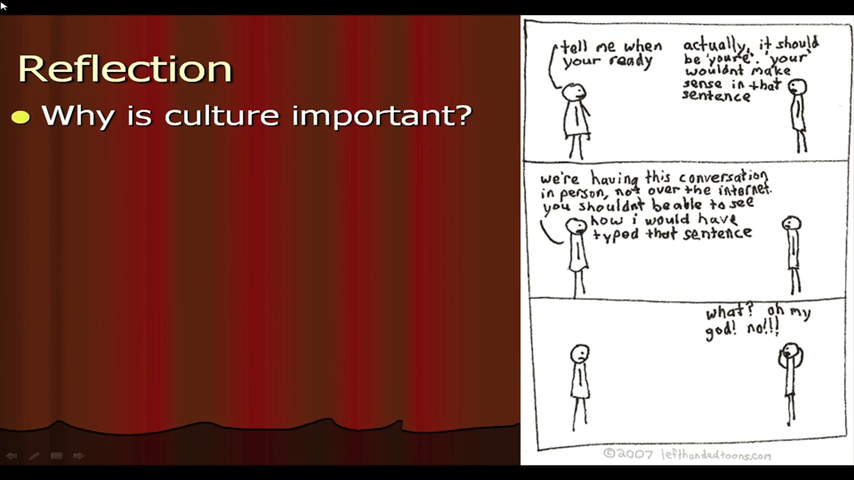 Reflection
Why is culture important?
tell me when
your ready
actually, it should
be 'youre'. 'your'
wouldnt make
sense in that
sentence
we're having this conversation
in person, not over the internet.
you shouldnt be able to see
how i would have
typed that sentence
what? oh my
god! no!!!
©2007 lefthandedtoons.com